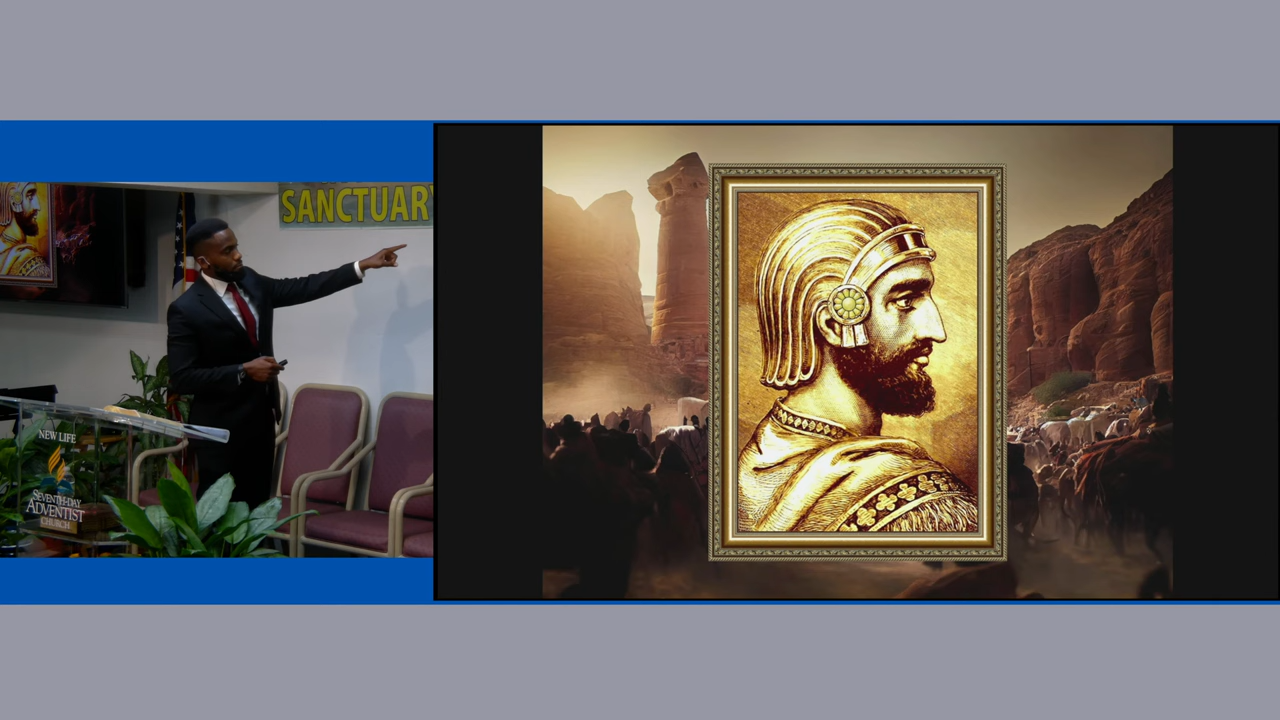 SANCTUARY
NEW LIFE
SEVENTH-DAY
ADVENTIST
CHURCH